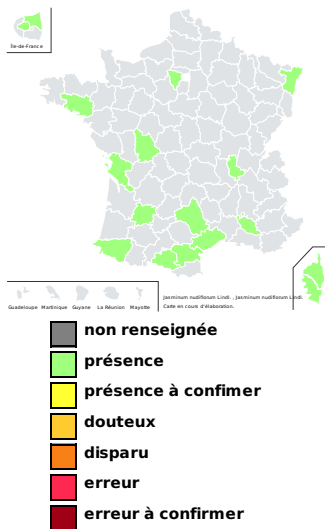 Île-de-France
Guadeloupe Martinique Guyane La Réunion Mayotte
Jasminum nudiflorum Lindl. , Jasminum nudiflorum Lindl.
Carte en cours d'élaboration.
non renseignée
présence
présence à confimer
douteux
disparu
erreur
erreur à confirmer